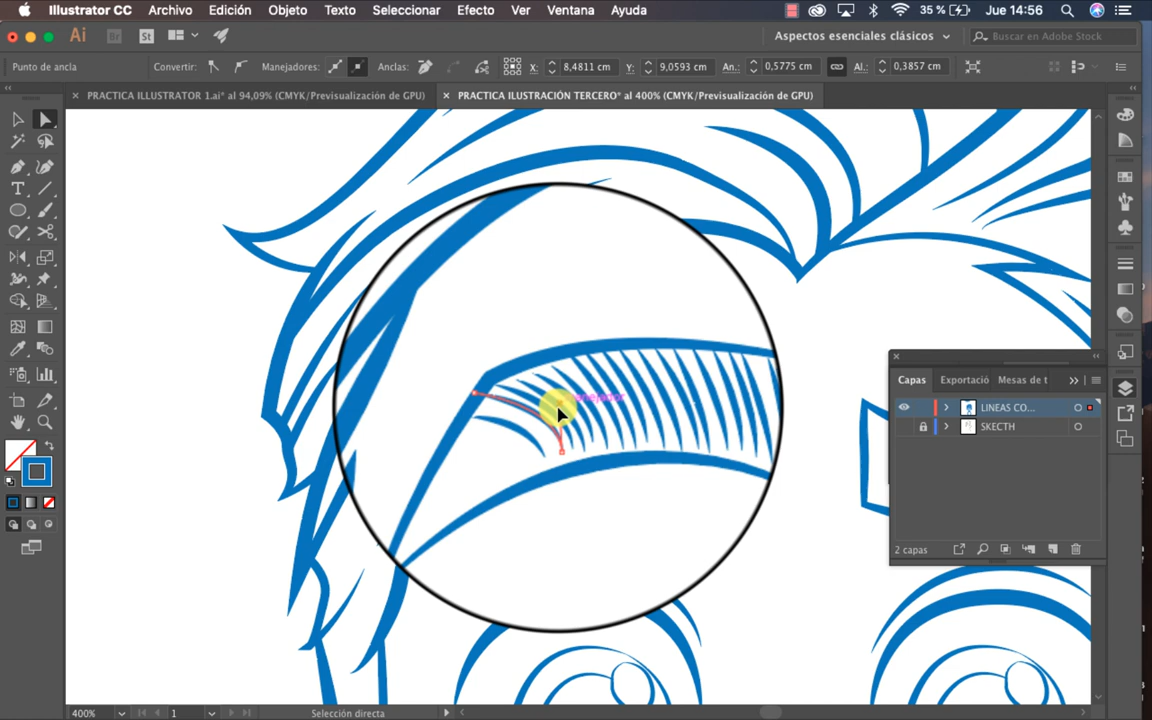 Illustrator CC Archivo Edición Objeto Texto Seleccionar Efecto Ver Ventana Ayuda 35 % Jue 14:56
Ai Br St Aspectos esenciales clásicos Buscar en Adobe Stock
Punto de ancla Convertir: Manejadores: Anclas: X: 8,4811 cm Y: 9,0593 cm An.: 0,5775 cm Al.: 0,3857 cm
× PRACTICA ILLUSTRATOR 1.ai* al 94,09% (CMYK/Previsualización de GPU) × PRACTICA ILUSTRACIÓN TERCERO* al 400% (CMYK/Previsualización de GPU)
Capas Exportació Mesas de t
LINEAS CO...
SKECTH
2 capas
400% 1 Selección directa